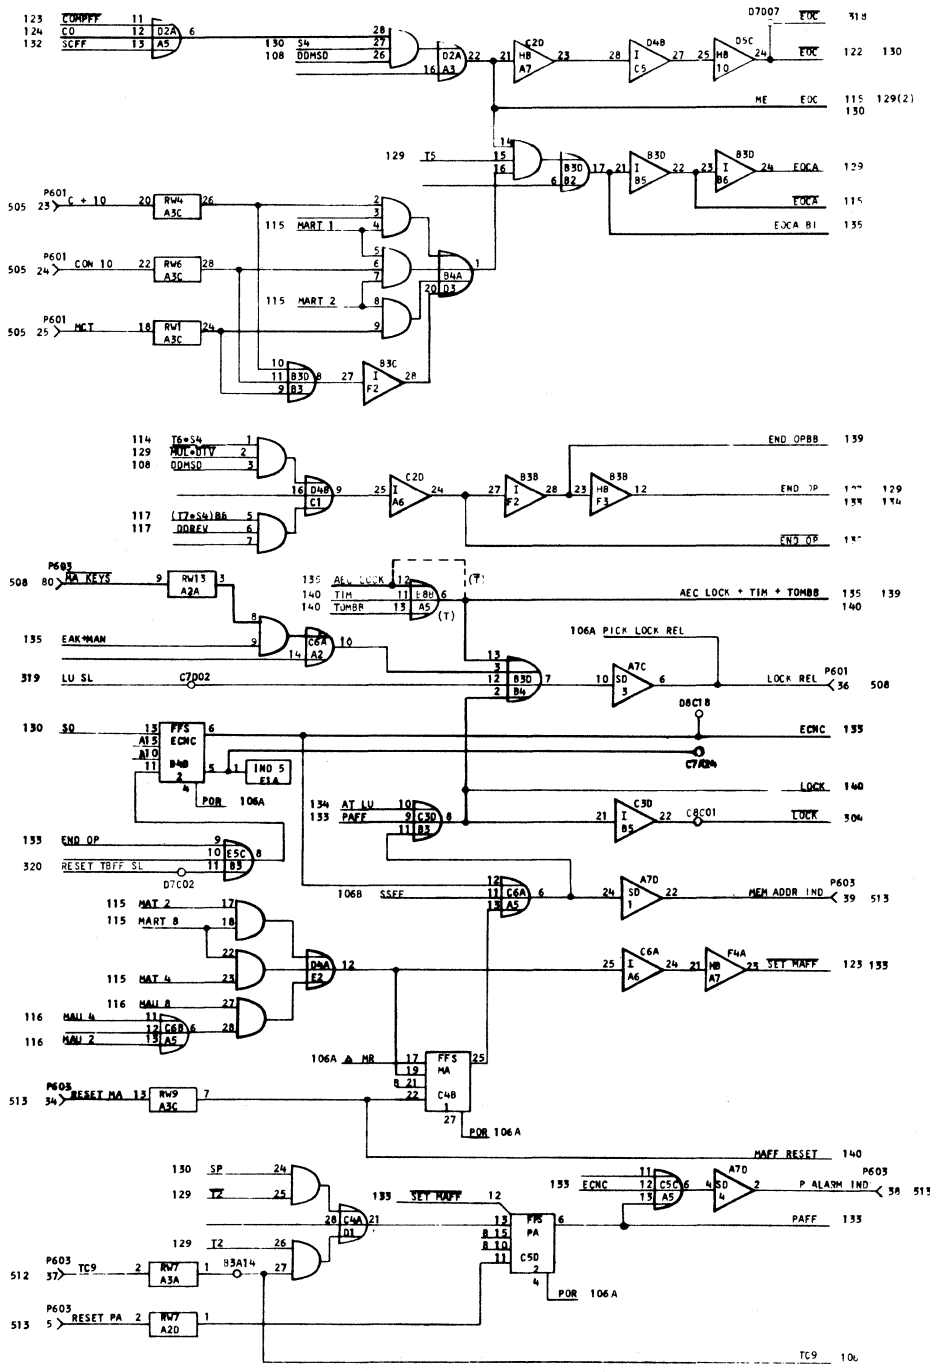 123 COMPFF 11
124 CO 12 D2A 6
132 SCFF 13 A5
28
130 S4 27
108 DDMSD 26
16 D2A 22
A3
21 C2D 23
HB
A7
28 D4B 27
I
C5
25 D5C 24
HB
10
D7D07
EOC 318
EOC 122 130
ME EOC 115 129(2)
130
14
129 T5 15
16
6 B3D 17
B2
21 B3D 22
I
B5
23 B3D 24
I
B6
EOCA 129
EOCA 115
EOCA B1 135
P601
505 23 C + 10 20 RW4 26
A3C
2
3
115 MART 1 4
P601
505 24 CON 10 22 RW6 28
A3C
5
6
7
20 B4A 1
D3
115 MART 2 8
9
P601
505 25 MCT 18 RW1 24
A3C
10
11 B3D 8
9 B3
27 B3C 28
I
F2
114 T6•S4 1
129 MUL•DIV 2
108 DDMSD 3
16 D4B 9
C1
117 (T7•S4)BB 5
117 DDREV 6
7
25 C2D 24
I
A6
27 B3B 28
I
F2
23 B3B 12
HB
F3
END OPBB 139
END OP 129
133 134
END OP
P603
508 80 MA KEYS 9 RW13 3
A2A
135 AEC LOCK 12 (T)
140 TIM 11 E8B 6
140 TOMBB 13 A5 (T)
AEC LOCK + TIM + TOMBB 135 139
140
8
135 EAK+MAN 9
14 C6A 10
A2
106A PICK LOCK REL
13
3
12 B3D 7
2 B4
319 LU SL C7D02
10 A7C 6
SD
3
P601
LOCK REL 36 508
D8C18
130 SO 13 FFS 6
A15 ECNC
A10
11 B4B 5
2
4
POR 106A
1 IND 5
E1A
ECNC 133
C7A24
LOCK 140
134 AT LU 10
133 PAFF 9 C3D 8
11 B3
21 C3D 22
I
B5
C8C01
LOCK 304
133 END OP 9
10 E5C 8
320 RESET TBFF SL 11 B3
D7C02
12
106B SSFF 11 C6A 6
13 A5
24 A7D 22
SD
1
P603
MEM ADDR IND 39 513
115 MAT 2 17
115 MART 8 18
22
115 MAT 4 23
D4A 12
E2
116 MAU 8 27
28
116 MAU 4 11
12 C6B 6
116 MAU 2 13 A5
25 C6A 24
I
A6
21 F4A 23
HB
A7
SET MAFF 123 133
106A MR 17 FFS 25
19 MA
B 21
22 C4B
1
27
POR 106A
P603
513 34 RESET MA 13 RW9 7
A3C
MAFF RESET 140
130 SP 24
129 T2 25
28 C4A 21
D1
129 T2 26
27
133 SET MAFF 12
13 FFS 6
B 15 PA
B 10
11 C5D
2
4
POR 106A
11
133 ECNC 12 C5C 6
13 A5
4 A7D 2
SD
4
P603
P ALARM IND 38 513
PAFF 133
P603
512 37 TC9 2 RW7 1 B3A14
A3A
P603
513 5 RESET PA 2 RW7 1
A2D
TC9